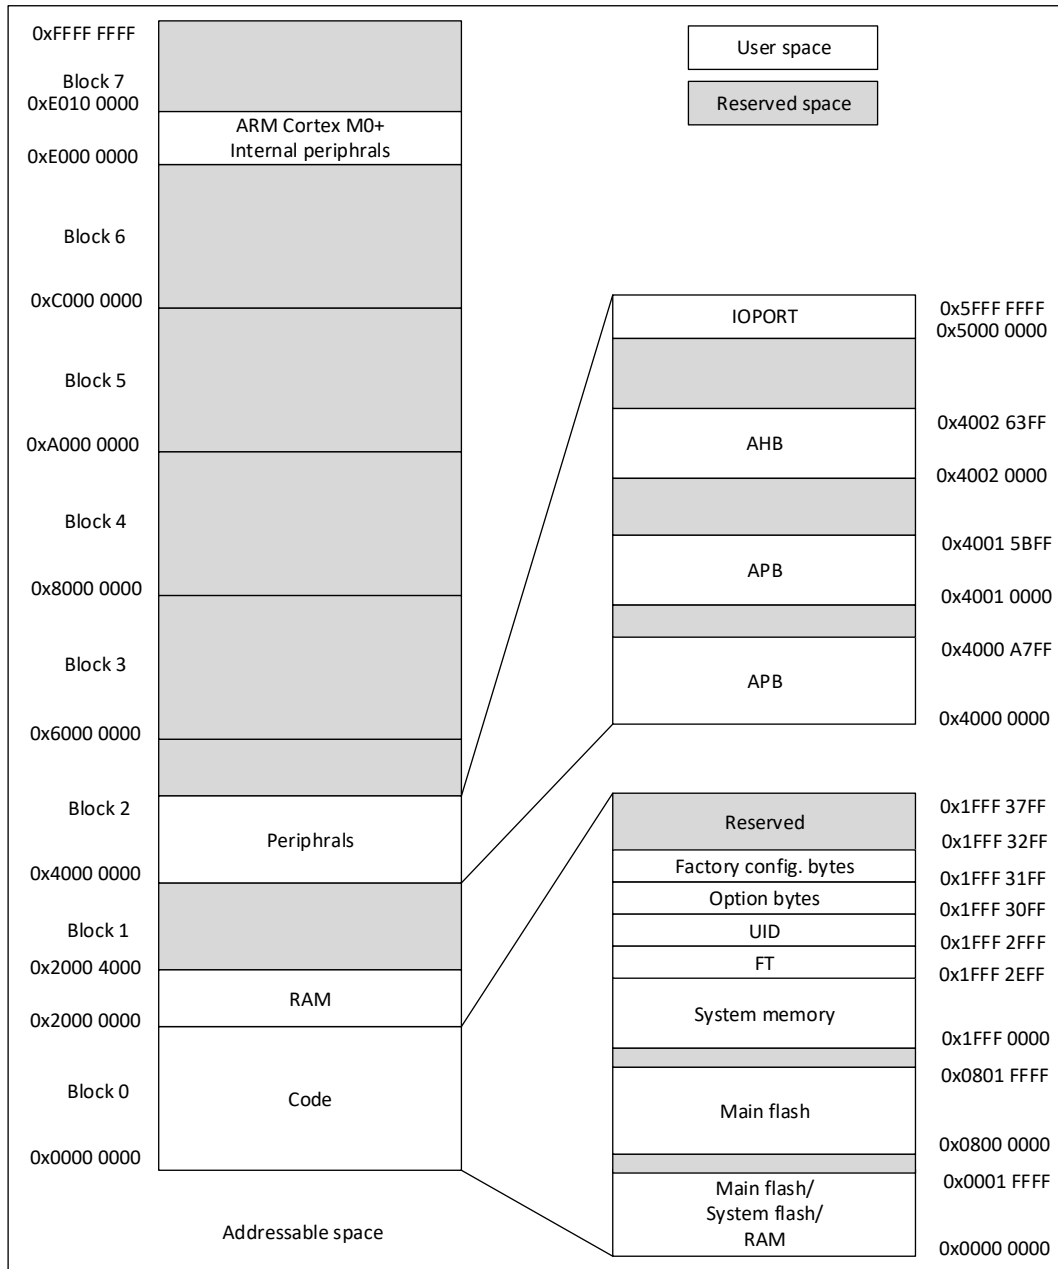 0xFFFF FFFF
Block 7
0xE010 0000
ARM Cortex M0+
Internal periphrals
0xE000 0000
Block 6
0xC000 0000
Block 5
0xA000 0000
Block 4
0x8000 0000
Block 3
0x6000 0000
Block 2
Periphrals
0x4000 0000
Block 1
0x2000 4000
RAM
0x2000 0000
Block 0
Code
0x0000 0000
Addressable space
User space
Reserved space
IOPORT
0x5FFF FFFF
0x5000 0000
AHB
0x4002 63FF
0x4002 0000
APB
0x4001 5BFF
0x4001 0000
APB
0x4000 A7FF
0x4000 0000
Reserved
0x1FFF 37FF
0x1FFF 32FF
Factory config. bytes
0x1FFF 31FF
Option bytes
0x1FFF 30FF
UID
0x1FFF 2FFF
FT
0x1FFF 2EFF
System memory
0x1FFF 0000
0x0801 FFFF
Main flash
0x0800 0000
0x0001 FFFF
Main flash/
System flash/
RAM
0x0000 0000